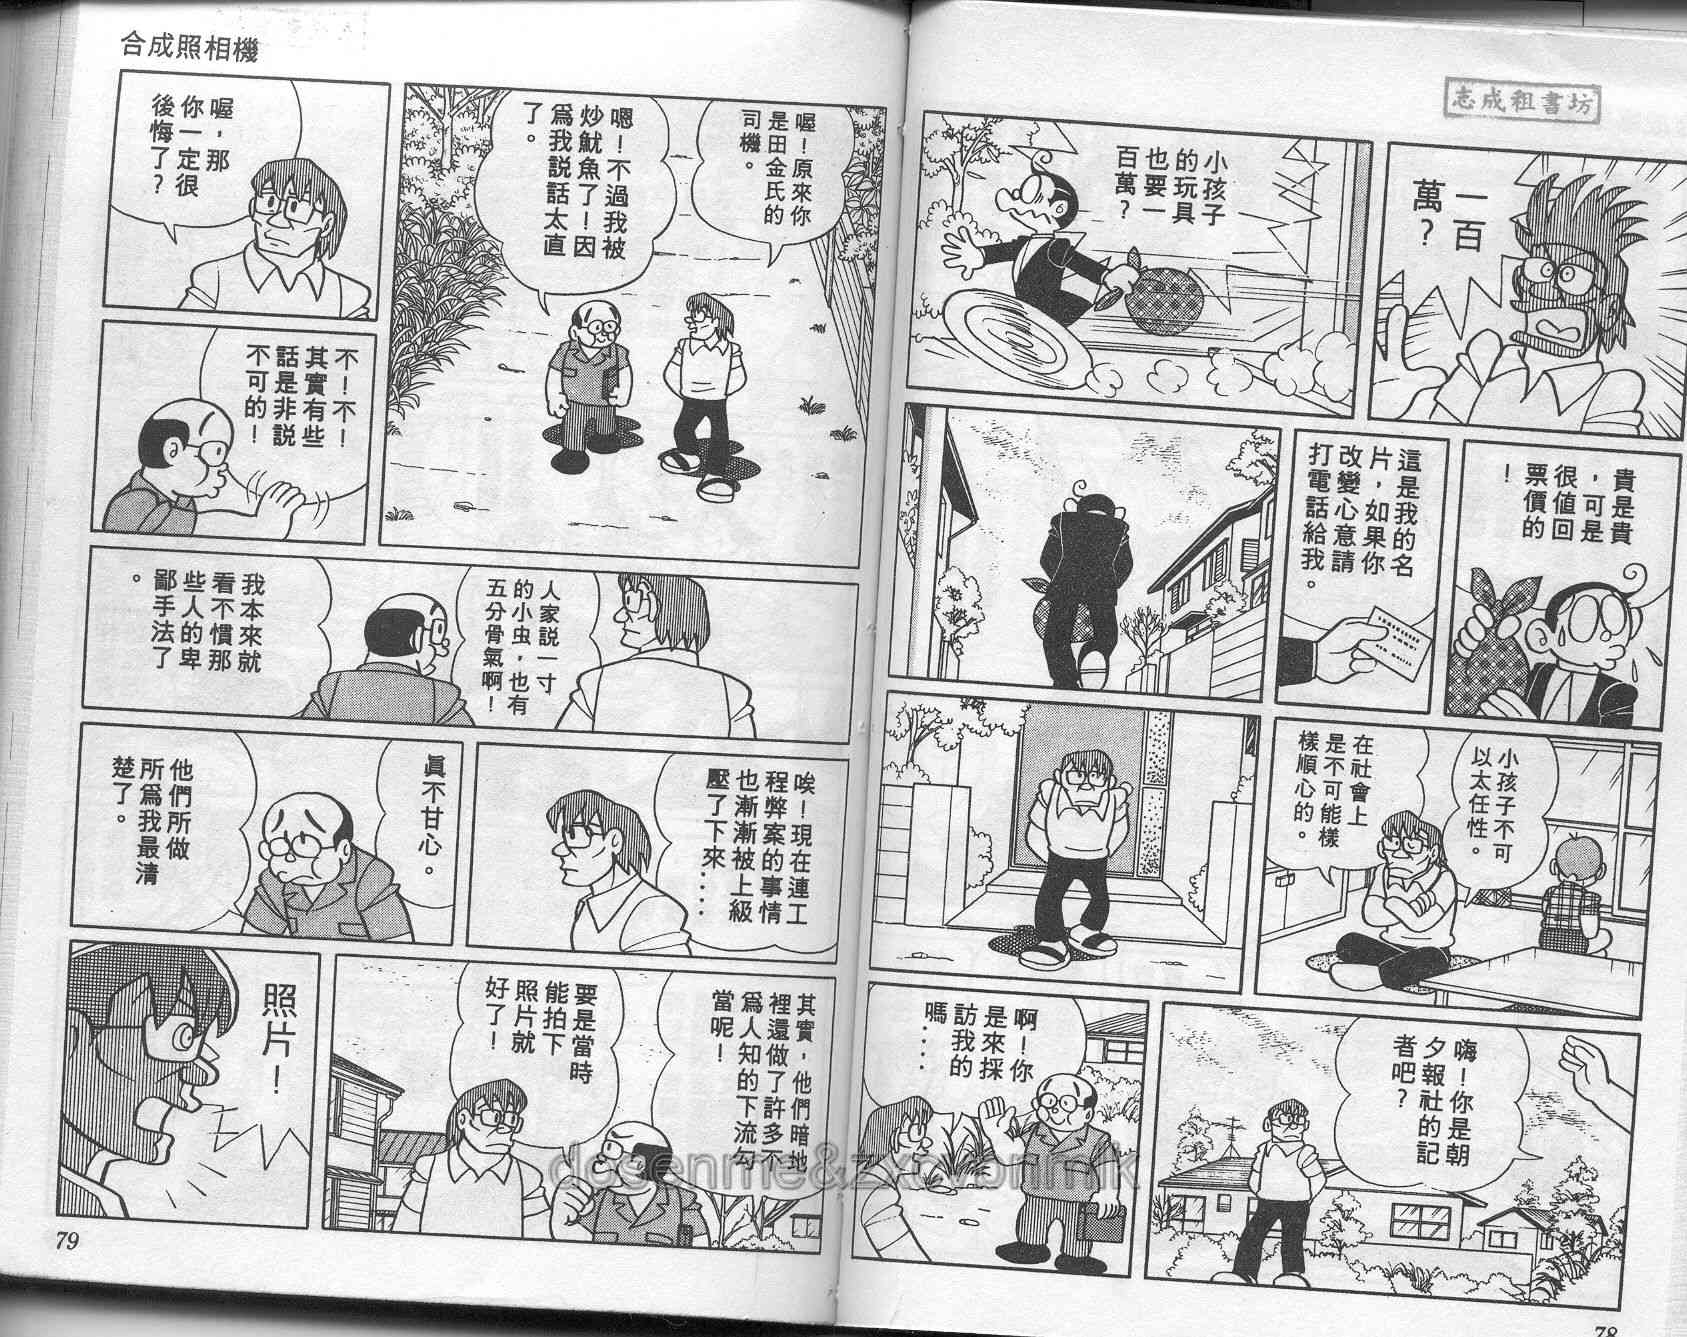 志成租書坊
一百
萬?
小孩子
的玩具
也要一
百萬?
貴是貴
,可是
很值回
票價的
!
這是我的名
片,如果你
改變心意請
打電話給我。
小孩子不可
以太任性。
在社會上
是不可能樣
樣順心的。
嗨!你是朝
夕報社的記
者吧?
啊!你
是來採
訪我的
嗎....
78
合成照相機
喔!原來你
是田金氏的
司機。
嗯!不過我被
炒魷魚了!因
爲我說話太直
了。
喔,那
你一定很
後悔了?
不!不!
其實有些
話是非說
不可的!
人家說一寸
的小虫,也有
五分骨氣啊!
我本來就
看不慣那
些人的卑
鄙手法了
。
唉!現在連工
程弊案的事情
也漸漸被上級
壓了下來....
眞不甘心。
他們所做
所爲我最清
楚了。
其實,他們暗地
裡還做了許多不
爲人知的下流勾
當呢!
要是當時
能拍下
照片就
好了!
照片!
desenme&zxcvbnmk
79